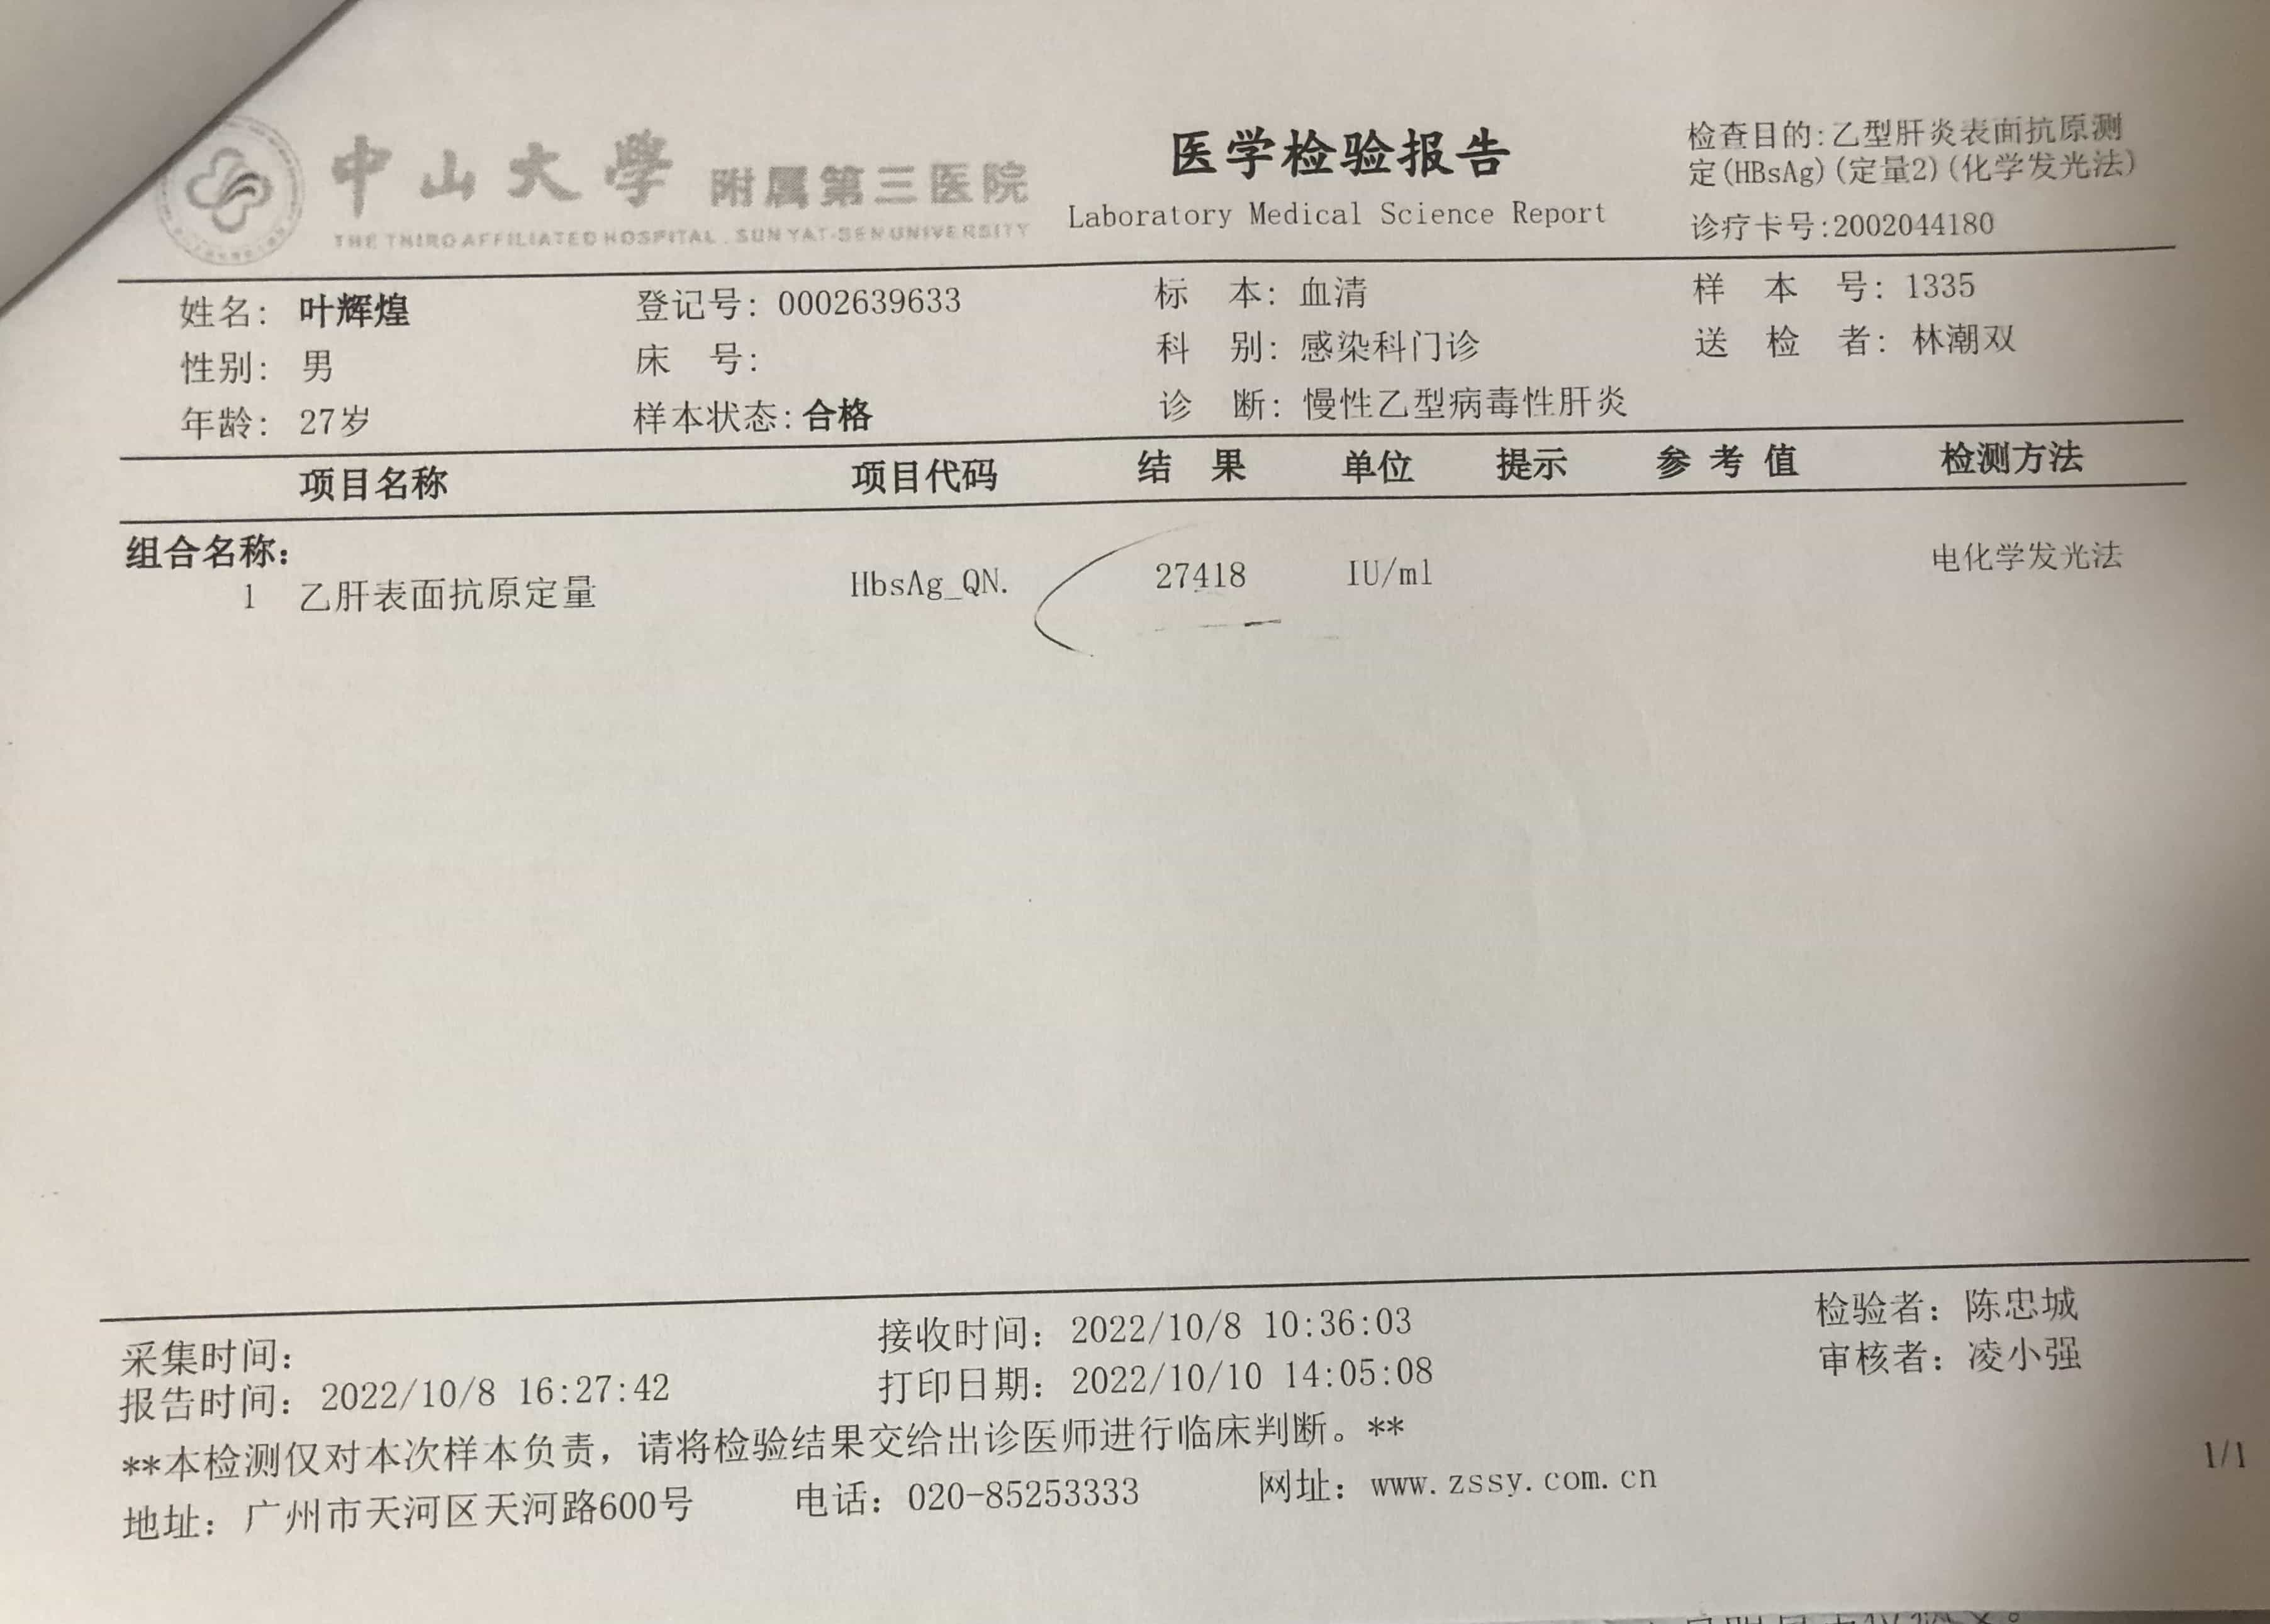 中山大學 附属第三医院
THE THIRD AFFILIATED HOSPITAL, SUN YAT-SEN UNIVERSITY
医学检验报告
Laboratory Medical Science Report
检查目的:乙型肝炎表面抗原测
定(HBsAg)(定量2)(化学发光法)
诊疗卡号:2002044180
姓名: 叶辉煌 登记号: 0002639633 标 本: 血清 样 本 号: 1335
性别: 男 床 号: 科 别: 感染科门诊 送 检 者: 林潮双
年龄: 27岁 样本状态:合格 诊 断: 慢性乙型病毒性肝炎
项目名称 项目代码 结 果 单位 提示 参 考 值 检测方法
组合名称:
1 乙肝表面抗原定量 HbsAg_QN. 27418 IU/ml 电化学发光法
采集时间: 接收时间: 2022/10/8 10:36:03 检验者: 陈忠城
报告时间: 2022/10/8 16:27:42 打印日期: 2022/10/10 14:05:08 审核者: 凌小强
**本检测仅对本次样本负责，请将检验结果交给出诊医师进行临床判断。**
地址: 广州市天河区天河路600号 电话: 020-85253333 网址: www.zssy.com.cn
1/1